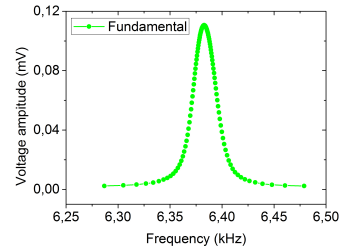 Fundamental
0,12
0,08
0,04
0,00
Voltage ampitude (mV)
6,25 6,30 6,35 6,40 6,45 6,50
Frequency (kHz)